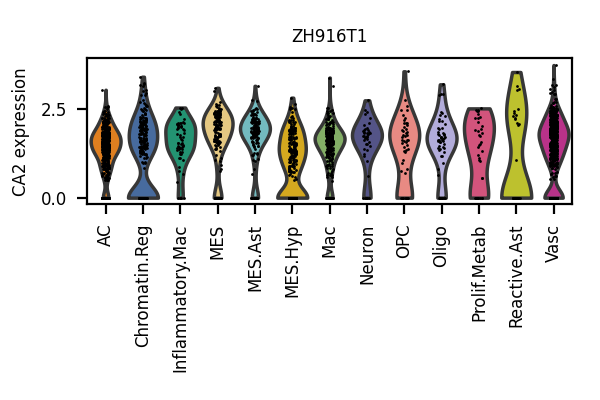 ZH916T1
CA2 expression
2.5
0.0
AC
Chromatin.Reg
Inflammatory.Mac
MES
MES.Ast
MES.Hyp
Mac
Neuron
OPC
Oligo
Prolif.Metab
Reactive.Ast
Vasc